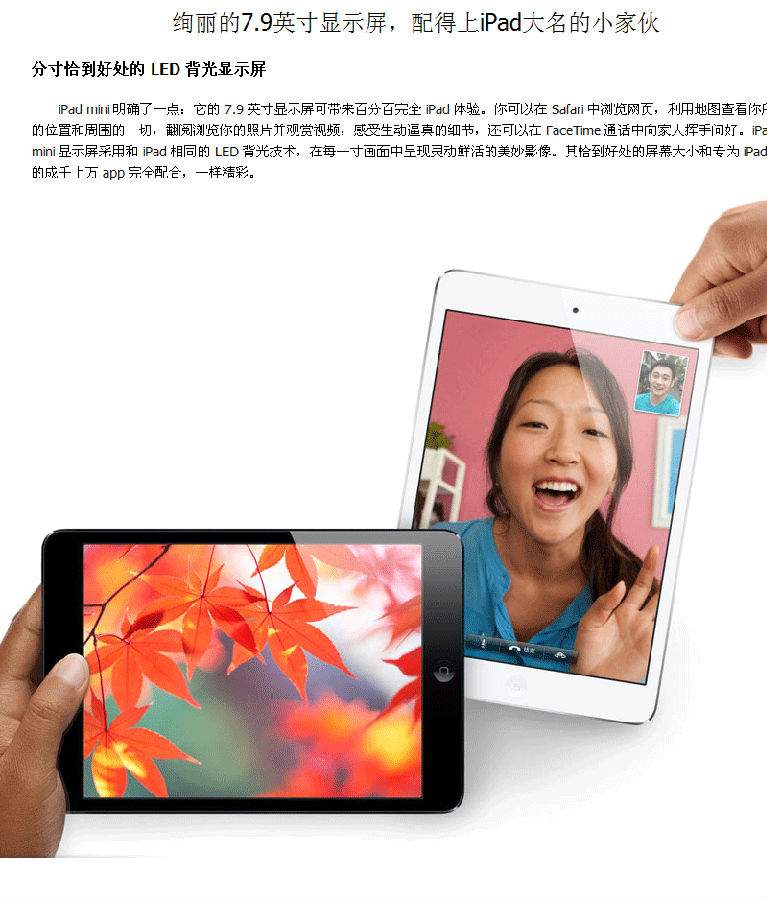 绚丽的7.9英寸显示屏，配得上iPad大名的小家伙
分寸恰到好处的 LED 背光显示屏
iPad mini 明确了一点：它的 7.9 英寸显示屏可带来百分百完全 iPad 体验。你可以在 Safari 中浏览网页，利用地图查看你
的位置和周围的一切，翻阅浏览你的照片并观赏视频，感受生动逼真的细节，还可以在 FaceTime 通话中向家人挥手问好。iPa
mini 显示屏采用和 iPad 相同的 LED 背光技术，在每一寸画面中呈现灵动鲜活的美妙影像。其恰到好处的屏幕大小和专为 iPad
的成千上万 app 完全配合，一样精彩。
结束